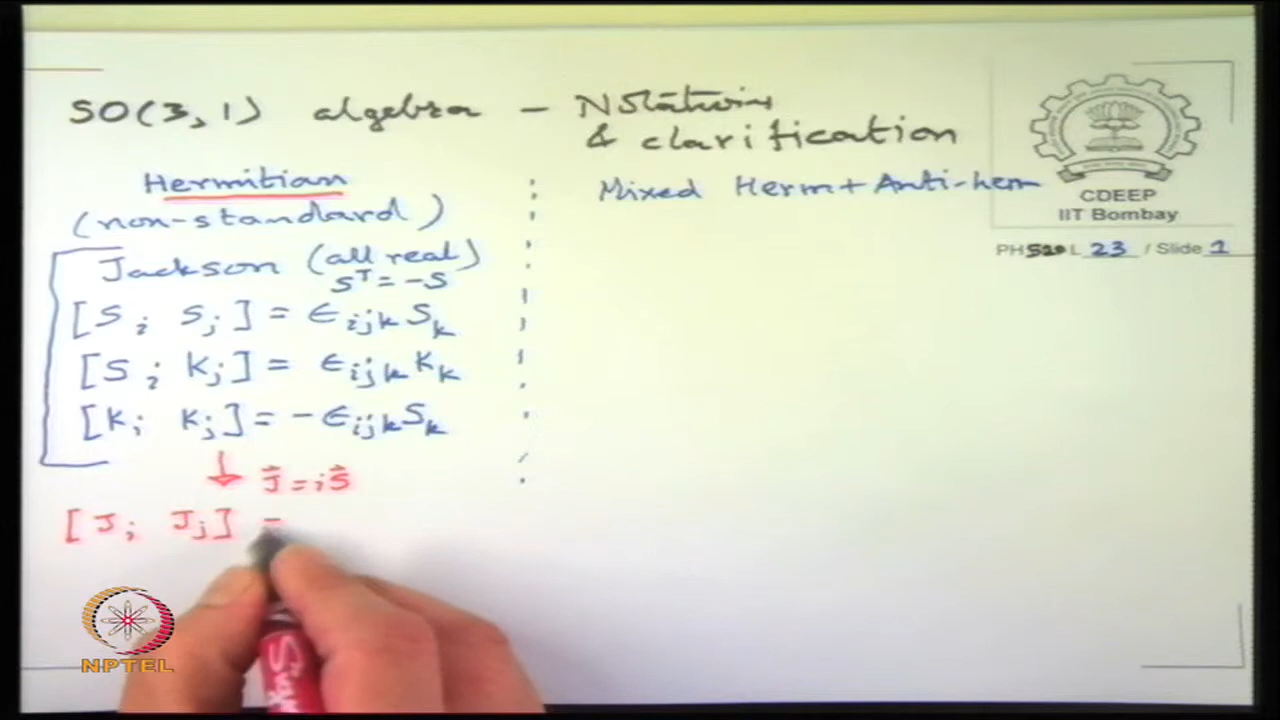 SO(3,1) algebra – Notations
& clarification
Hermitian
(non-standard)
Jackson (all real)
Sᵀ = -S
[S_i S_j] = ϵ_ijk S_k
[S_i K_j] = ϵ_ijk K_k
[K_i K_j] = -ϵ_ijk S_k
↓ J⃗ = iS⃗
[J_i J_j] =
Mixed Herm + Anti-herm
CDEEP
IIT Bombay
PH 520 L 23 / Slide 1
NPTEL